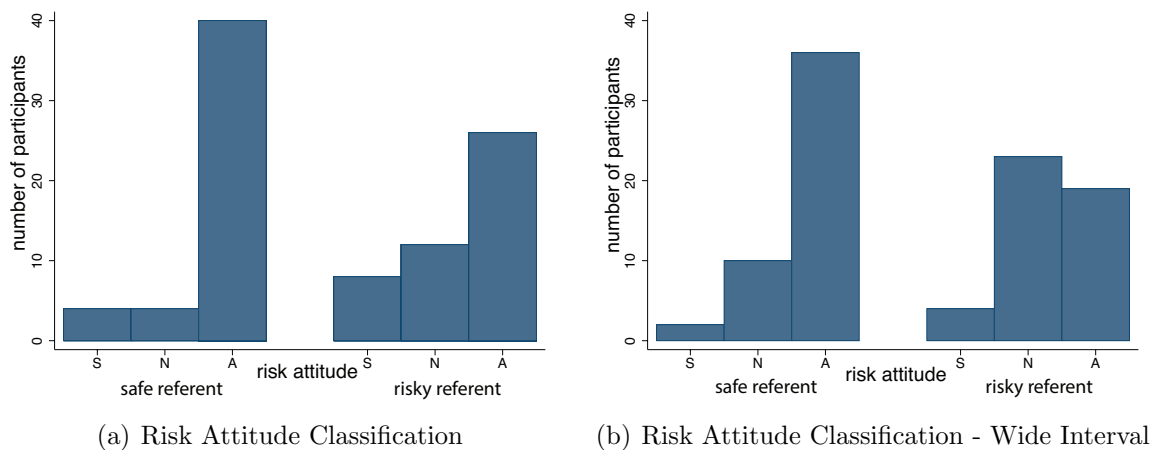 number of participants
40
30
20
10
0
S N A S N A
risk attitude
safe referent risky referent
(a) Risk Attitude Classification
number of participants
40
30
20
10
0
S N A S N A
risk attitude
safe referent risky referent
(b) Risk Attitude Classification - Wide Interval